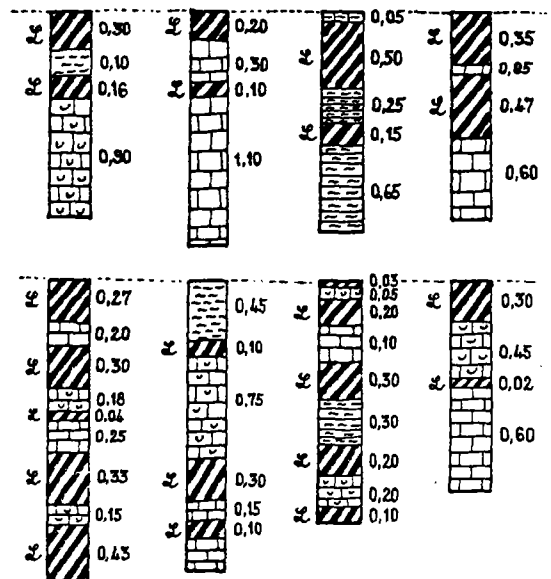 ℒ 0,30
0,10
ℒ 0,16
0,90
ℒ 0,20
0,30
ℒ 0,10
1,10
0,05
ℒ 0,50
0,25
ℒ 0,15
0,65
ℒ 0,35
0,05
ℒ 0,47
0,60
ℒ 0,27
0,20
ℒ 0,30
0,18
ℒ 0,04
0,25
ℒ 0,33
0,15
ℒ 0,43
0,45
ℒ 0,10
0,75
ℒ 0,30
0,15
ℒ 0,10
0,03
0,05
ℒ 0,20
0,10
ℒ 0,30
0,30
ℒ 0,20
0,20
ℒ 0,10
ℒ 0,30
0,45
ℒ 0,02
0,60